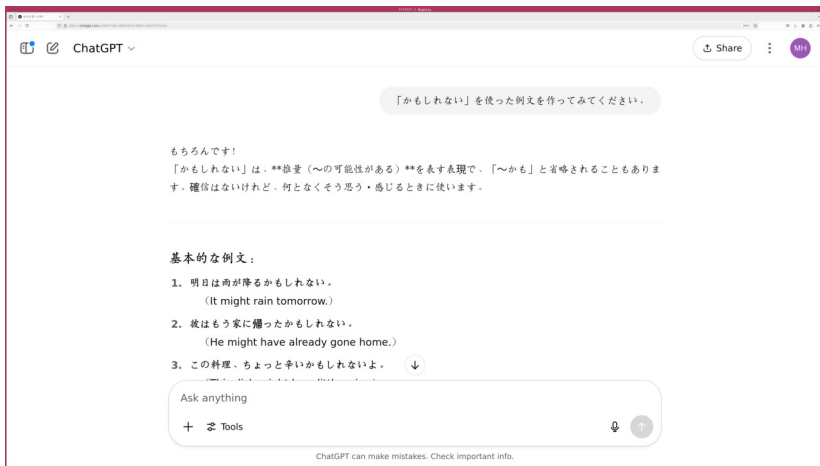 ChatGPT
Share
MH
「かもしれない」を使った例文を作ってみてください。
もちろんです！
「かもしれない」は、**推量（〜の可能性がある）**を表す表現で、「〜かも」と省略されることもありま
す。確信はないけれど、何となくそう思う・感じるときに使います。
基本的な例文：
1. 明日は雨が降るかもしれない。
（It might rain tomorrow.）
2. 彼はもう家に帰ったかもしれない。
（He might have already gone home.）
3. この料理、ちょっと辛いかもしれないよ。
Ask anything
Tools
ChatGPT can make mistakes. Check important info.